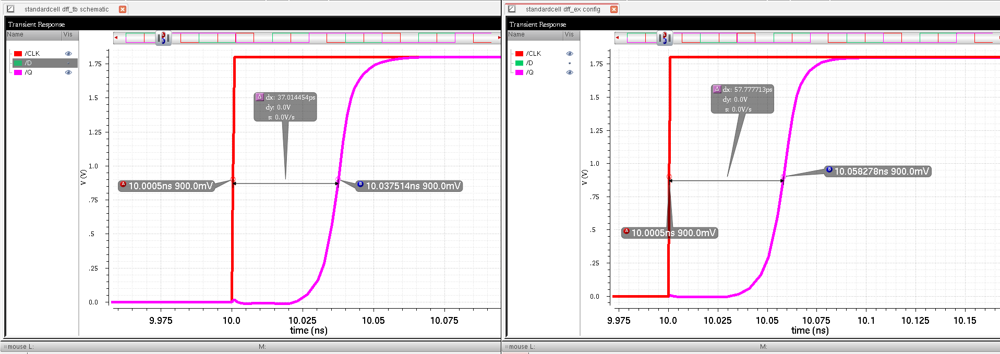 standardcell dff_tb schematic
Transient Response
Name Vis
/CLK
/D
/Q
V (V)
1.75
1.5
1.25
1.0
.75
.5
.25
0.0
Δ dx: 37.014454ps
dy: 0.0V
s: 0.0V/s
A 10.0005ns 900.0mV
B 10.037514ns 900.0mV
9.975 10.0 10.025 10.05 10.075
time (ns)
mouse L: M:
standardcell dff_ex config
Transient Response
Name Vis
/CLK
/D
/Q
V (V)
1.75
1.5
1.25
1.0
.75
.5
.25
0.0
Δ dx: 57.777713ps
dy: 0.0V
s: 0.0V/s
B 10.058278ns 900.0mV
A 10.0005ns 900.0mV
9.975 10.0 10.025 10.05 10.075 10.1 10.125 10.15
time (ns)
mouse L: M: